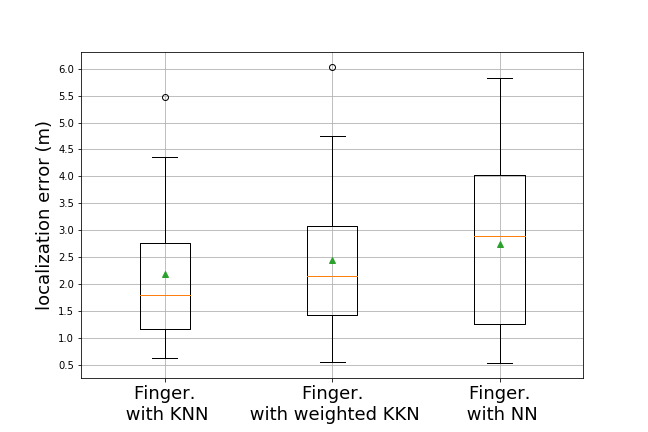 6.0
5.5
5.0
4.5
4.0
3.5
3.0
2.5
2.0
1.5
1.0
0.5
localization error (m)
Finger.
with KNN
Finger.
with weighted KKN
Finger.
with NN